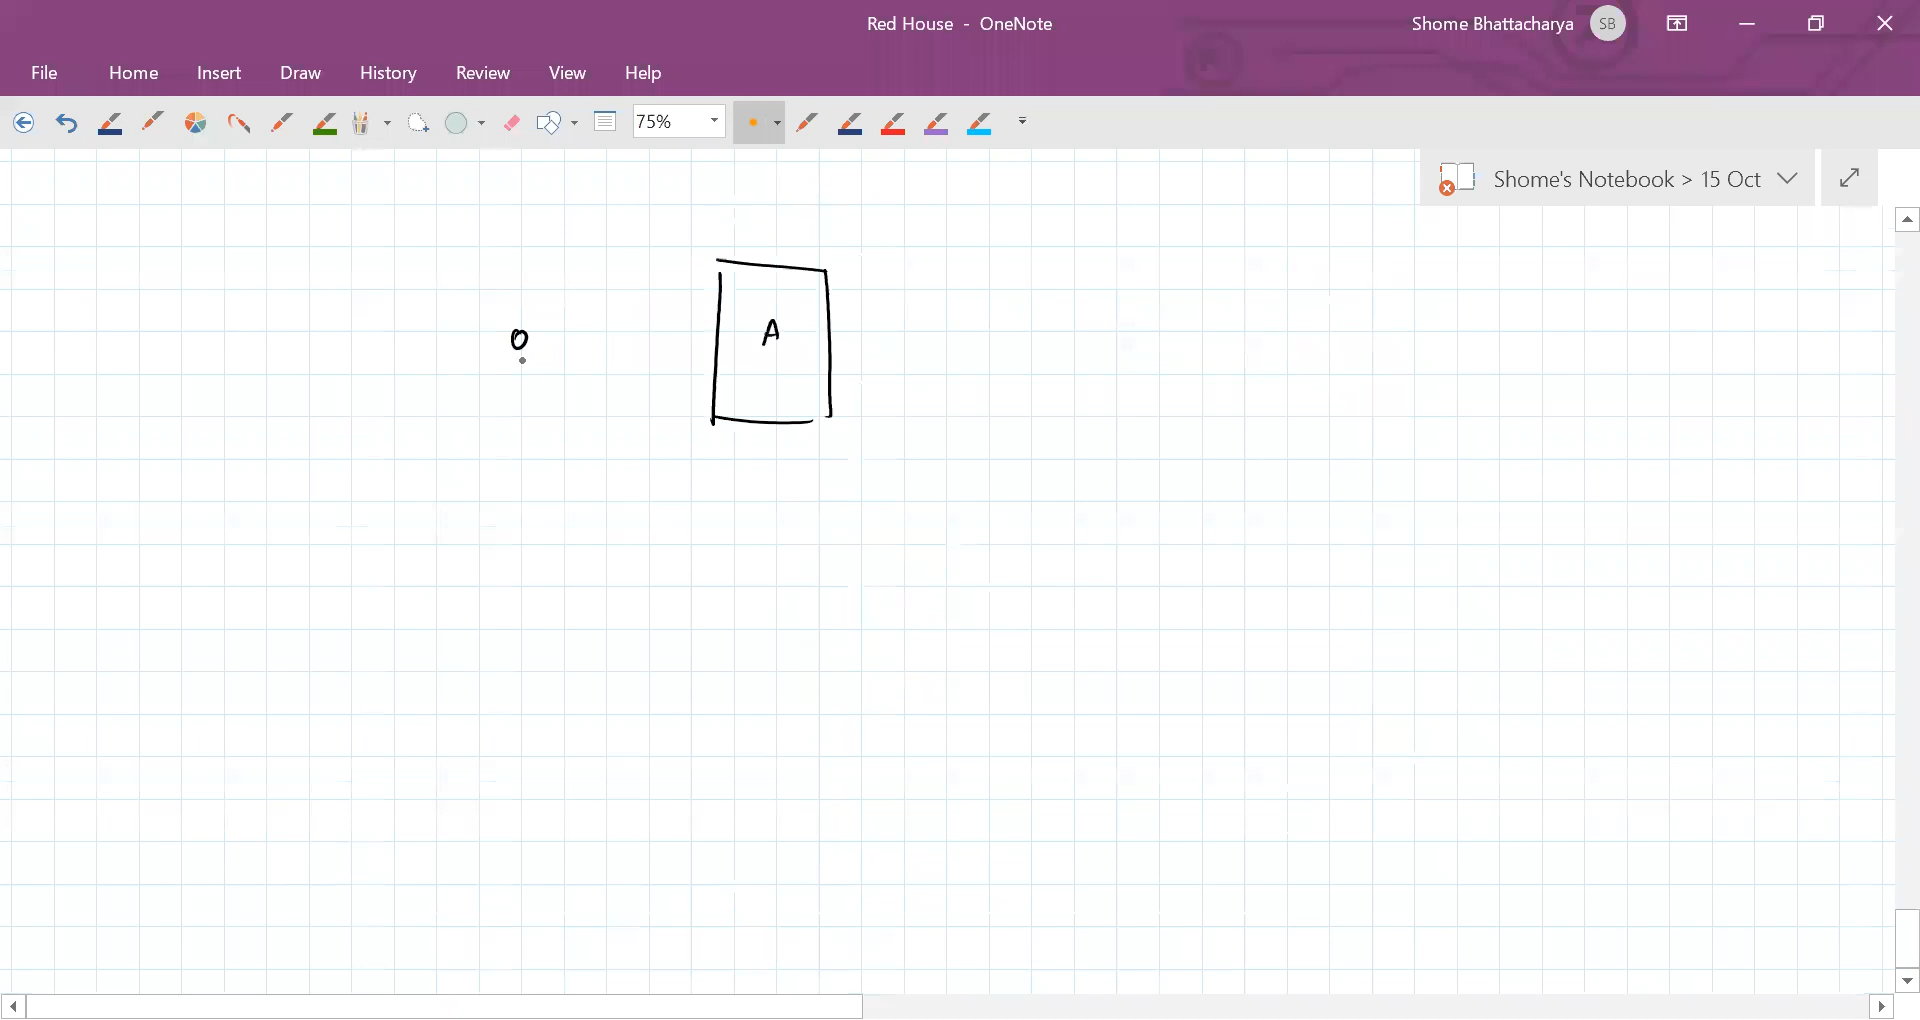 Red House - OneNote
Shome Bhattacharya
SB
File Home Insert Draw History Review View Help
75%
Shome's Notebook > 15 Oct
O
A